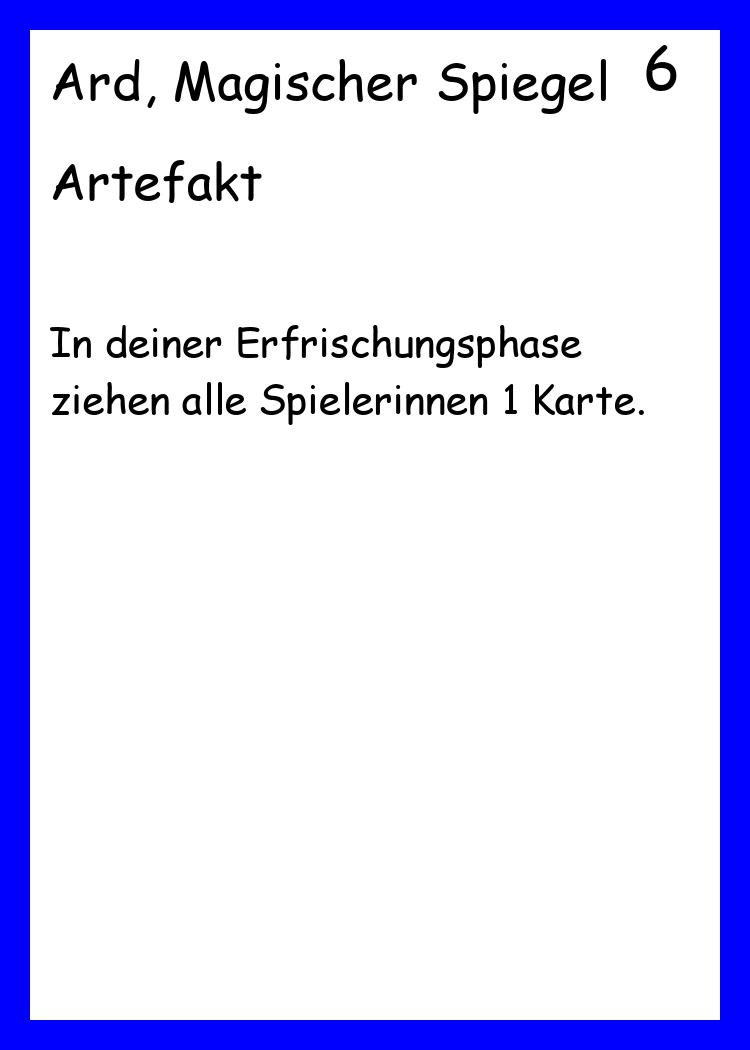 Ard, Magischer Spiegel 6
Artefakt
In deiner Erfrischungsphase
ziehen alle Spielerinnen 1 Karte.